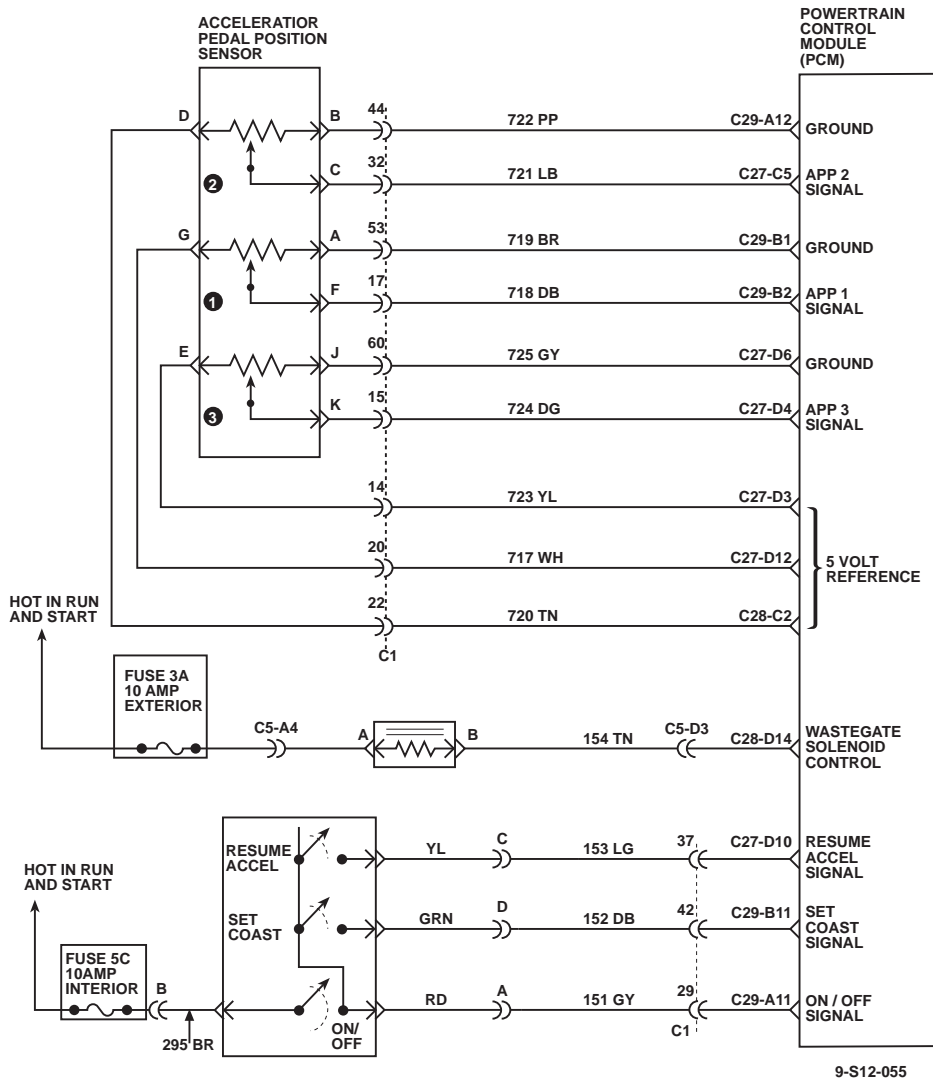 ACCELERATIOR
PEDAL POSITION
SENSOR
POWERTRAIN
CONTROL
MODULE
(PCM)
D
B
44
722 PP
C29-A12
GROUND
2
C
32
721 LB
C27-C5
APP 2
SIGNAL
G
A
53
719 BR
C29-B1
GROUND
1
F
17
718 DB
C29-B2
APP 1
SIGNAL
E
J
60
725 GY
C27-D6
GROUND
3
K
15
724 DG
C27-D4
APP 3
SIGNAL
14
723 YL
C27-D3
20
717 WH
C27-D12
5 VOLT
REFERENCE
22
720 TN
C28-C2
C1
HOT IN RUN
AND START
FUSE 3A
10 AMP
EXTERIOR
C5-A4
A
B
154 TN
C5-D3
C28-D14
WASTEGATE
SOLENOID
CONTROL
RESUME
ACCEL
YL
C
153 LG
37
C27-D10
RESUME
ACCEL
SIGNAL
HOT IN RUN
AND START
SET
COAST
GRN
D
152 DB
42
C29-B11
SET
COAST
SIGNAL
FUSE 5C
10AMP
INTERIOR
B
295 BR
ON/
OFF
RD
A
151 GY
29
C1
C29-A11
ON / OFF
SIGNAL
9-S12-055